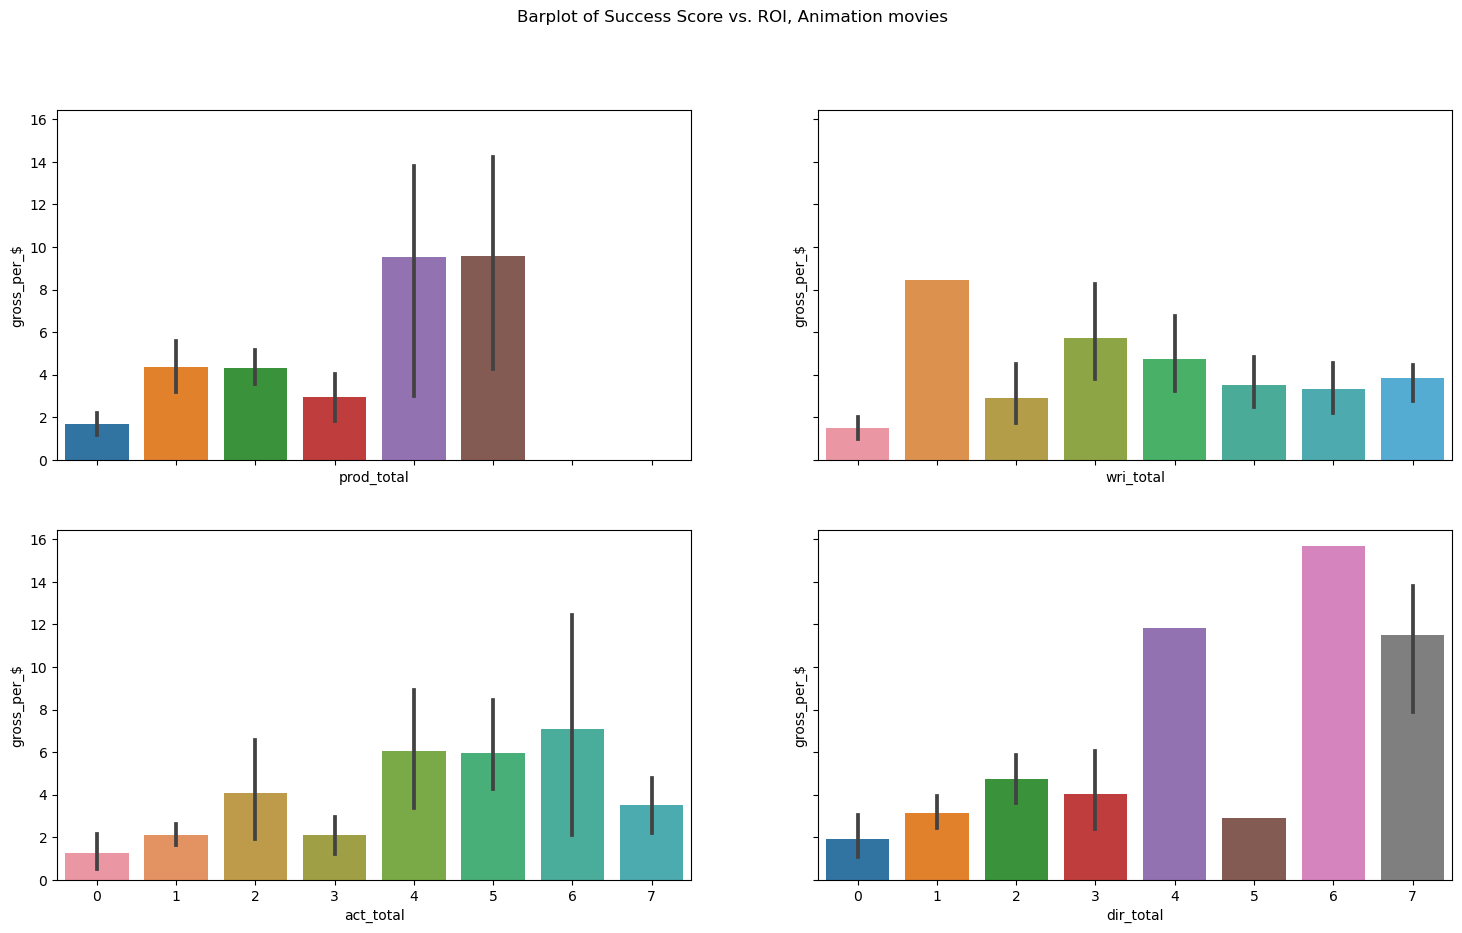 Barplot of Success Score vs. ROI, Animation movies
16
14
12
10
8
6
4
2
0
gross_per_$
prod_total
gross_per_$
wri_total
16
14
12
10
8
6
4
2
0
gross_per_$
0 1 2 3 4 5 6 7
act_total
gross_per_$
0 1 2 3 4 5 6 7
dir_total